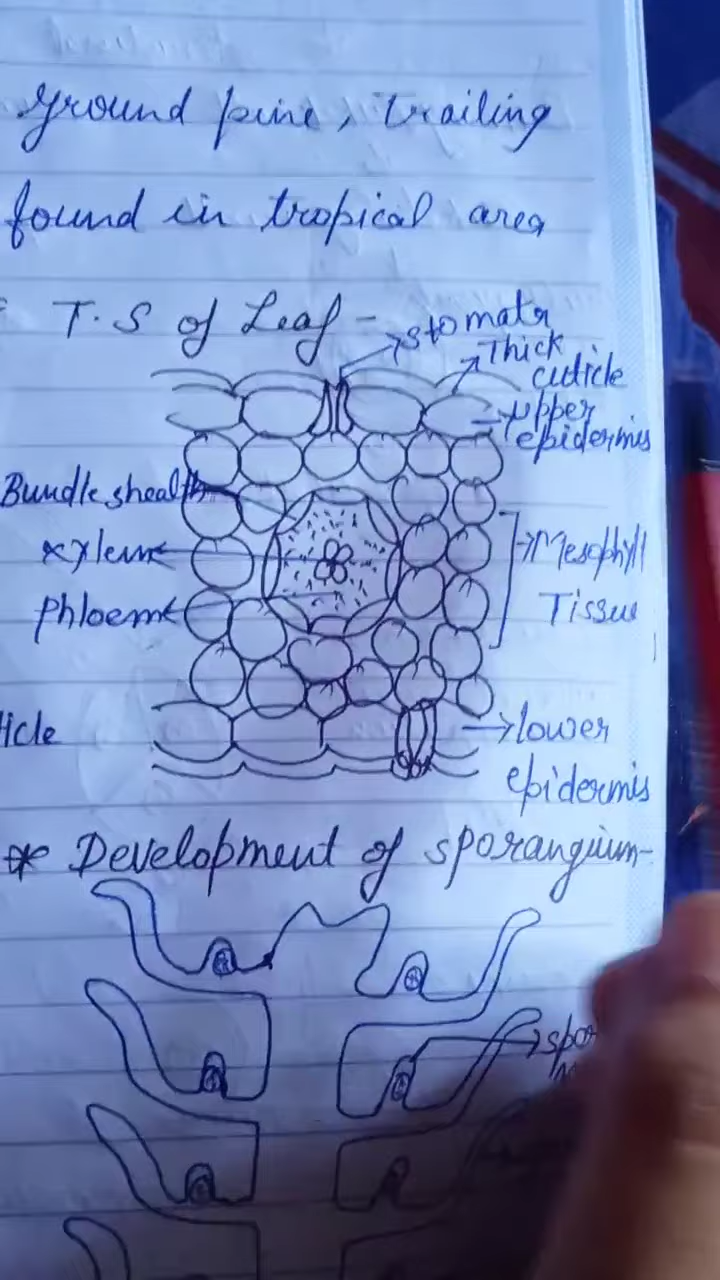 Ground pine, trailing
found in tropical area
T.S of Leaf -
stomata
Thick
cuticle
upper
epidermis
Bundle sheath
xylem
Mesophyll
phloem
Tissue
ticle
lower
epidermis
* Development of sporangium-
spo